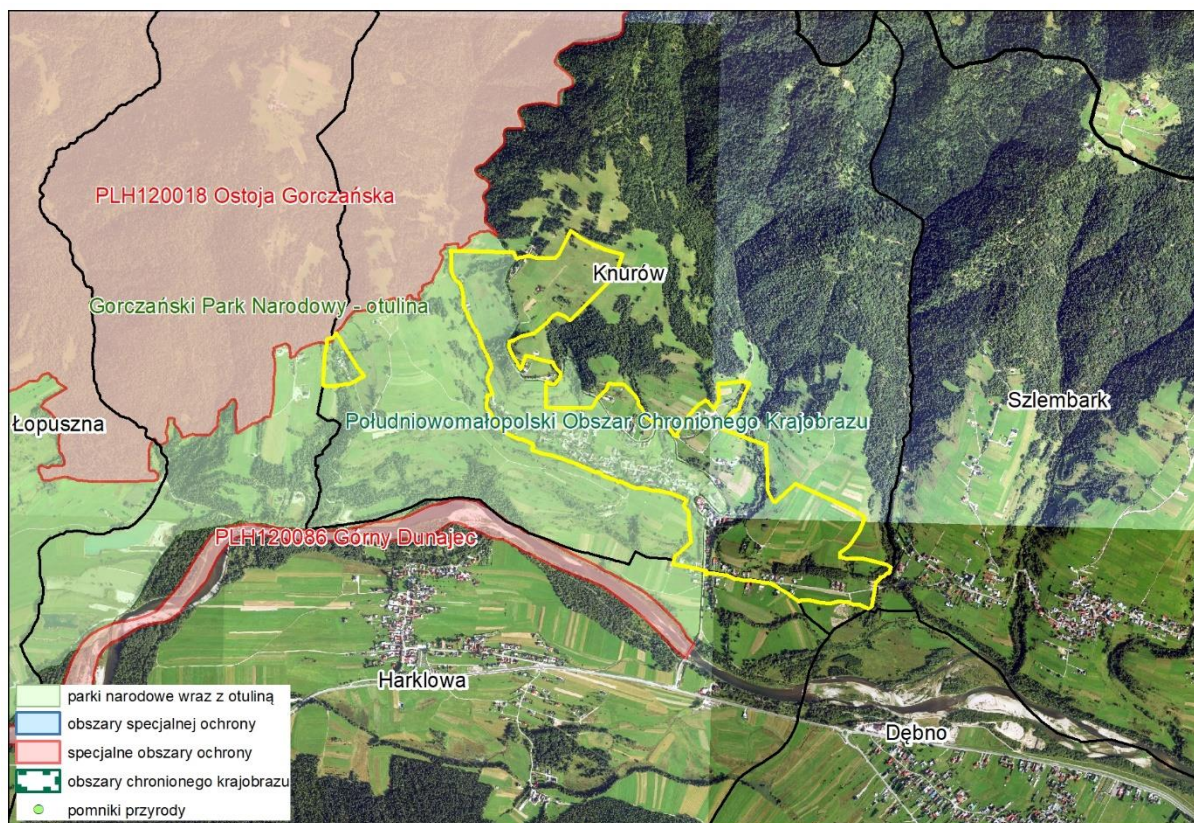 PLH120018 Ostoja Gorczańska
Knurów
Gorczański Park Narodowy - otulina
Szlembark
Łopuszna
Południowomałopolski Obszar Chronionego Krajobrazu
PLH120086 Górny Dunajec
Harklowa
Dębno
parki narodowe wraz z otuliną
obszary specjalnej ochrony
specjalne obszary ochrony
obszary chronionego krajobrazu
pomniki przyrody